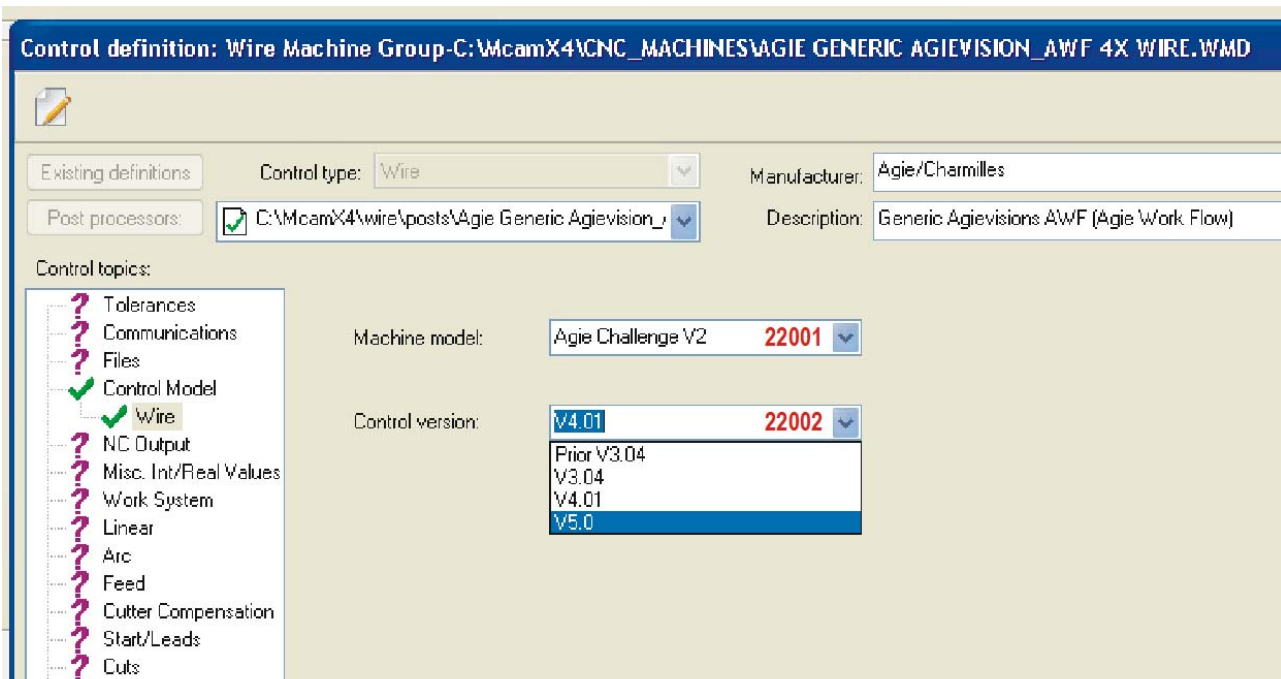 Control definition: Wire Machine Group-C:\McamX4\CNC_MACHINES\AGIE GENERIC AGIEVISION_AWF 4X WIRE.WMD
Existing definitions
Control type: Wire
Manufacturer: Agie/Charmilles
Post processors: C:\McamX4\wire\posts\Agie Generic Agievision_
Description: Generic Agievisions AWF (Agie Work Flow)
Control topics:
Tolerances
Communications
Files
Control Model
Wire
NC Output
Misc. Int/Real Values
Work System
Linear
Arc
Feed
Cutter Compensation
Start/Leads
Cuts
Machine model: Agie Challenge V2 22001
Control version: V4.01 22002
Prior V3.04
V3.04
V4.01
V5.0